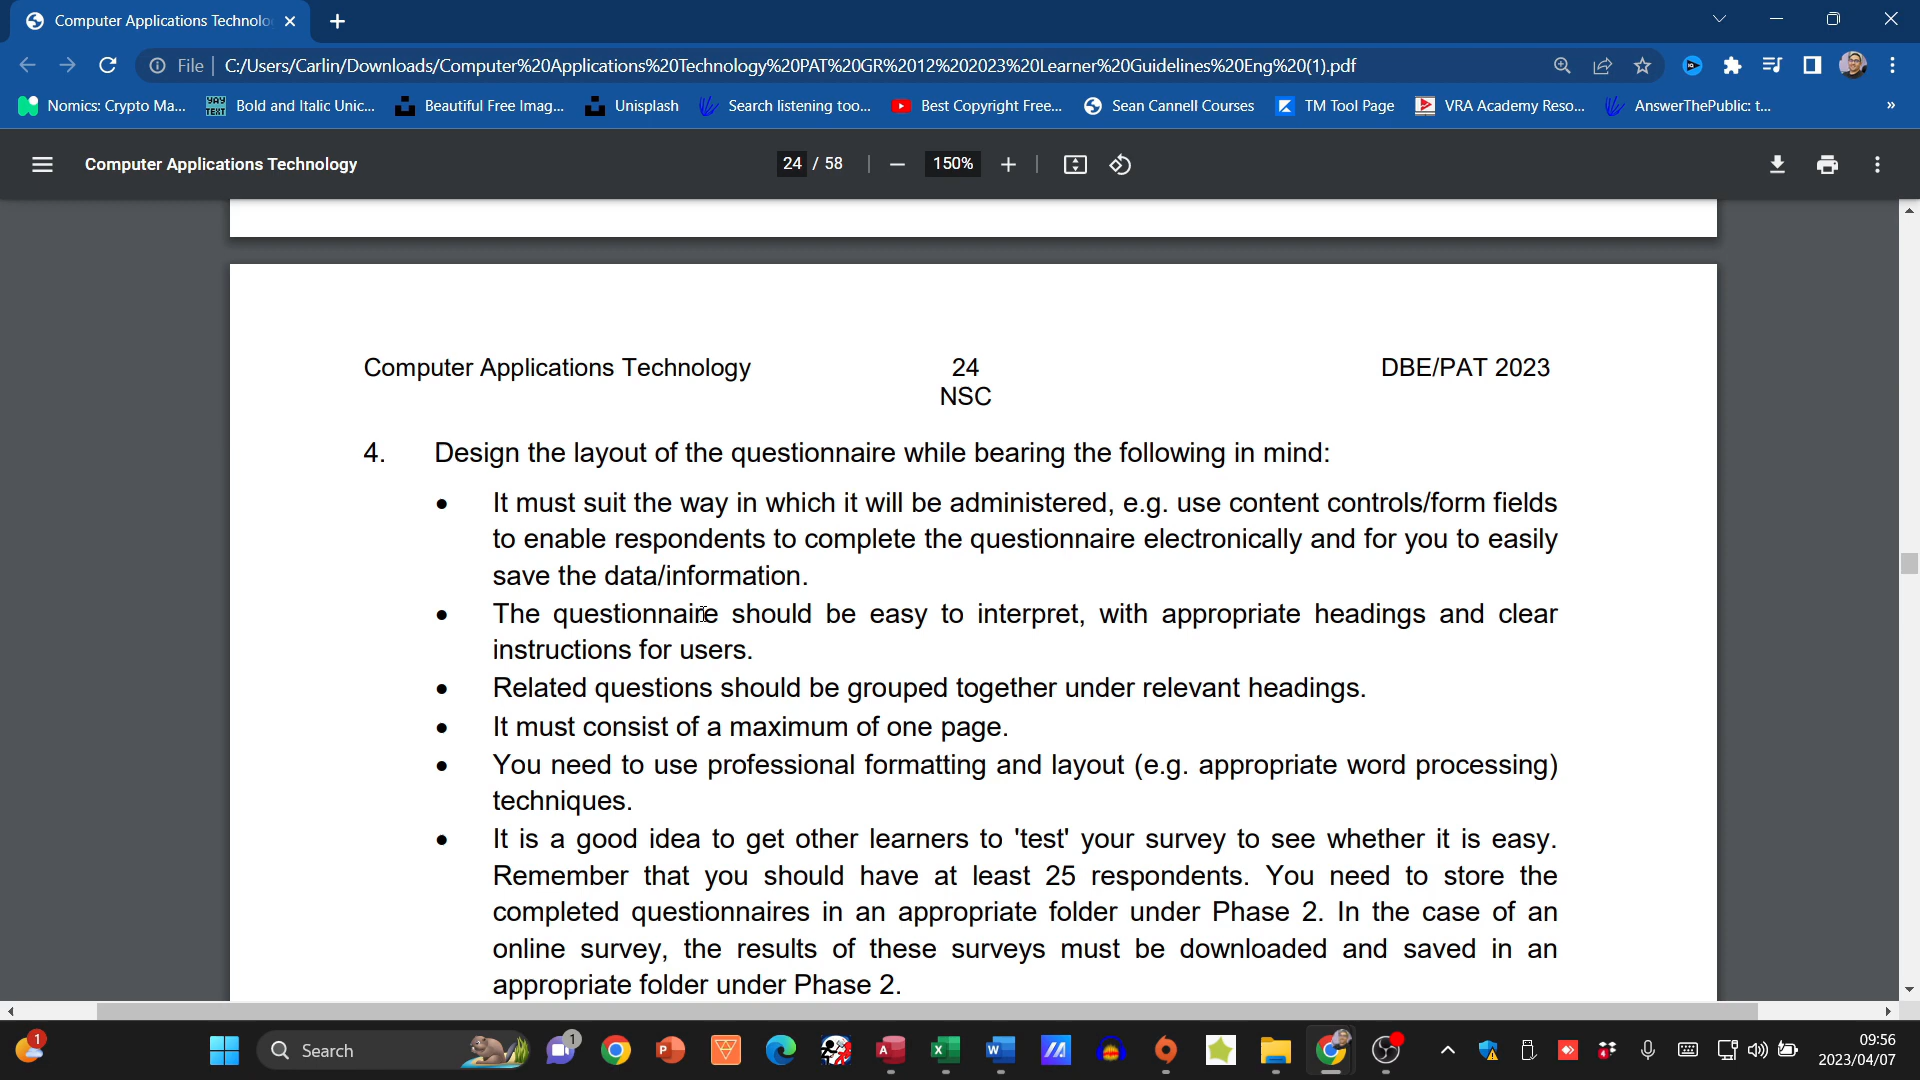 Computer Applications Technolo
File
C:/Users/Carlin/Downloads/Computer%20Applications%20Technology%20PAT%20GR%2012%202023%20Learner%20Guidelines%20Eng%20(1).pdf
Nomics: Crypto Ma...
YAY TEXT
Bold and Italic Unic...
Beautiful Free Imag...
Unisplash
Search listening too...
Best Copyright Free...
Sean Cannell Courses
TM Tool Page
VRA Academy Reso...
AnswerThePublic: t...
»
Computer Applications Technology
24 / 58
150%
Computer Applications Technology 24 DBE/PAT 2023
NSC
4. Design the layout of the questionnaire while bearing the following in mind:
• It must suit the way in which it will be administered, e.g. use content controls/form fields
to enable respondents to complete the questionnaire electronically and for you to easily
save the data/information.
• The questionnaire should be easy to interpret, with appropriate headings and clear
instructions for users.
• Related questions should be grouped together under relevant headings.
• It must consist of a maximum of one page.
• You need to use professional formatting and layout (e.g. appropriate word processing)
techniques.
• It is a good idea to get other learners to 'test' your survey to see whether it is easy.
Remember that you should have at least 25 respondents. You need to store the
completed questionnaires in an appropriate folder under Phase 2. In the case of an
online survey, the results of these surveys must be downloaded and saved in an
appropriate folder under Phase 2.
1
Search
1
09:56
2023/04/07